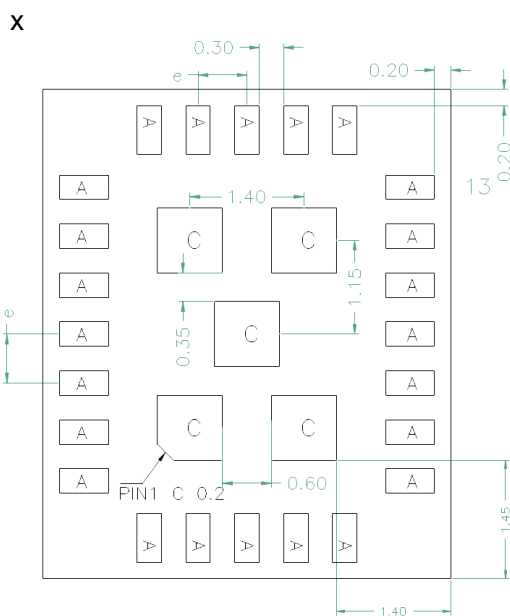 x
0.30
e
0.20
A A A A A
0.20
A A
13
1.40
A C C A
A A
1.15
e
0.35
A C A
A A
A C C A
A A
0.60
PIN1 C 0.2
A A A A A
1.45
1.40